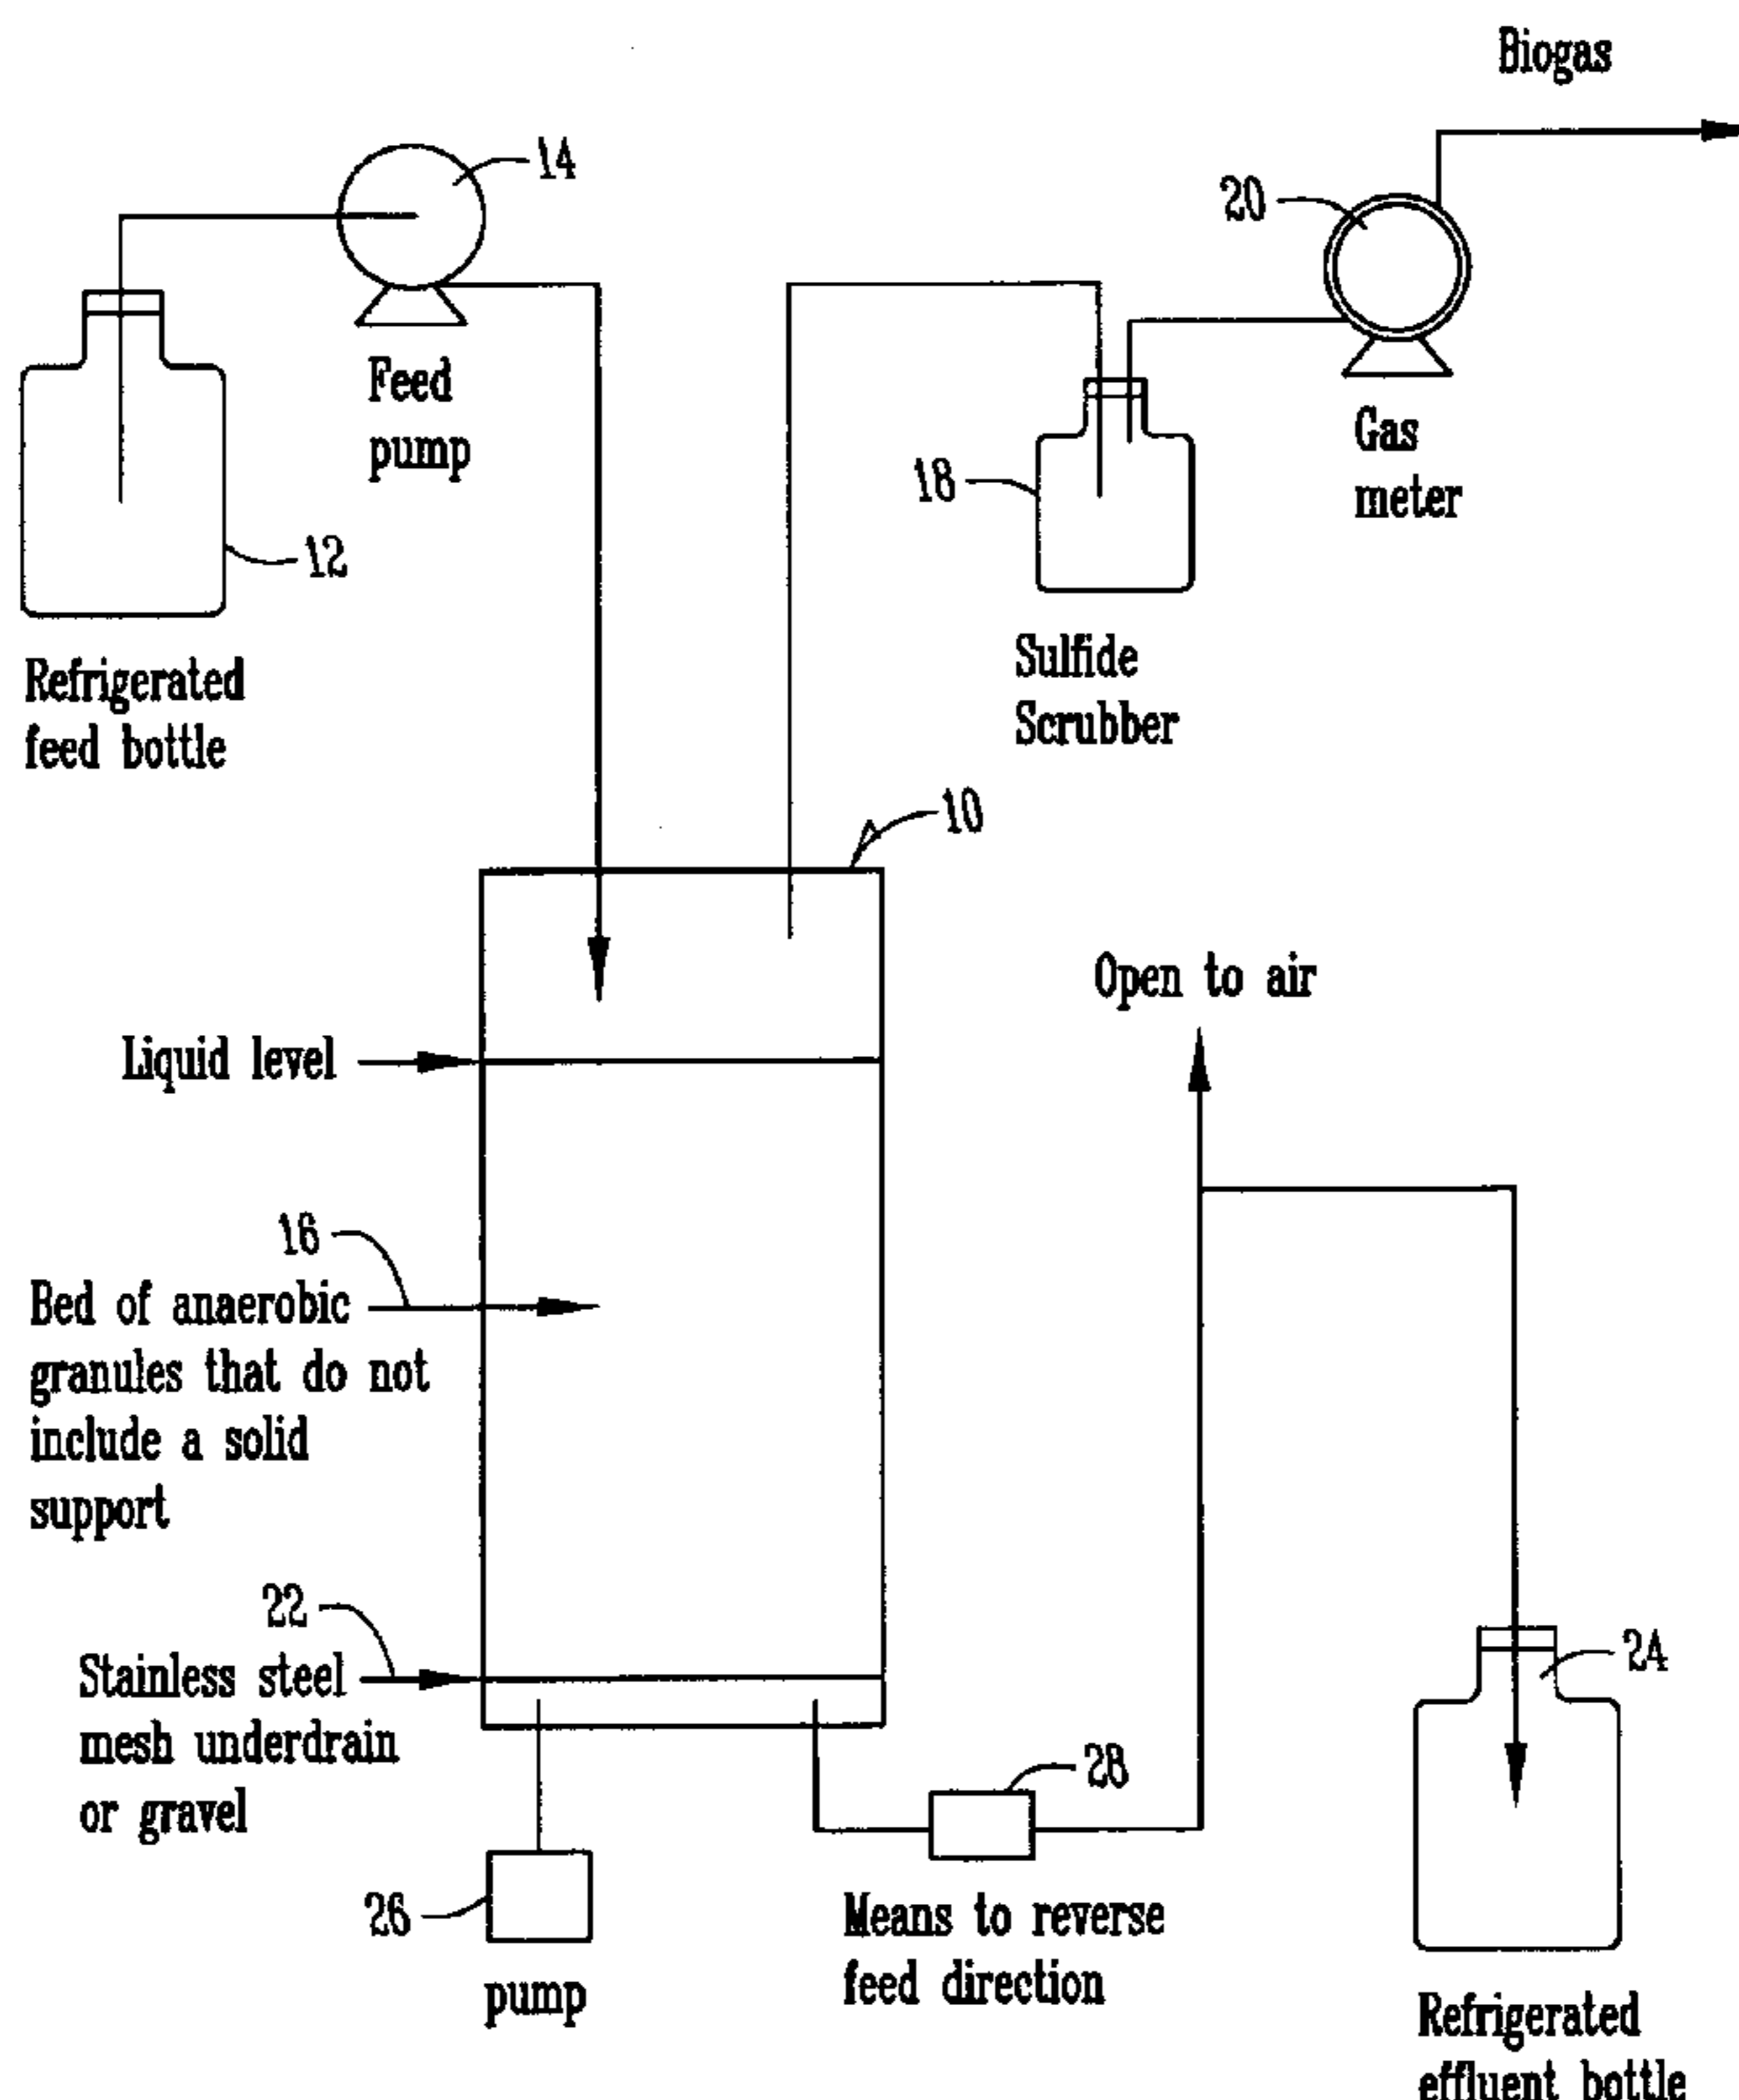 Biogas
14
20
Feed
pump
Gas
meter
18
12
Sulfide
Scrubber
Refrigerated
feed bottle
10
Open to air
Liquid level
16
Bed of anaerobic
granules that do not
include a solid
support
22
Stainless steel
mesh underdrain
or gravel
24
28
26
Means to reverse
feed direction
pump
Refrigerated
effluent bottle